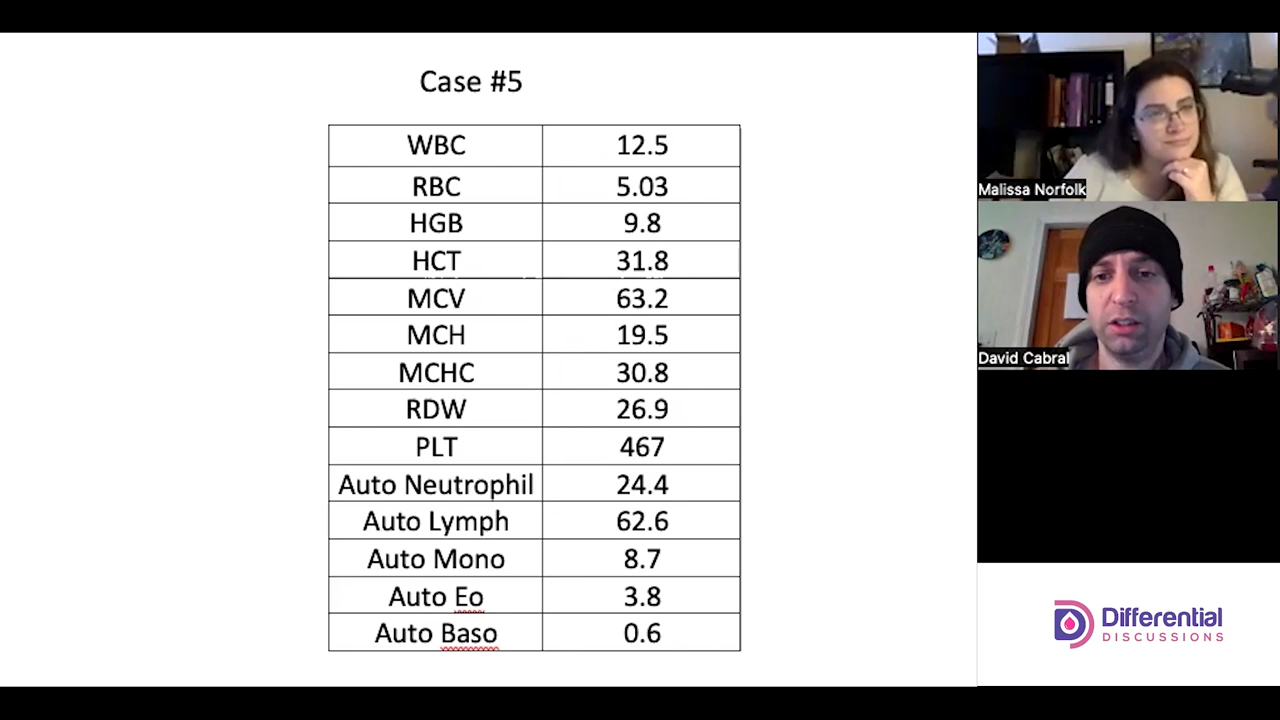 Case #5
WBC 12.5
RBC 5.03
HGB 9.8
HCT 31.8
MCV 63.2
MCH 19.5
MCHC 30.8
RDW 26.9
PLT 467
Auto Neutrophil 24.4
Auto Lymph 62.6
Auto Mono 8.7
Auto Eo 3.8
Auto Baso 0.6
Malissa Norfolk
David Cabral
Differential
DISCUSSIONS